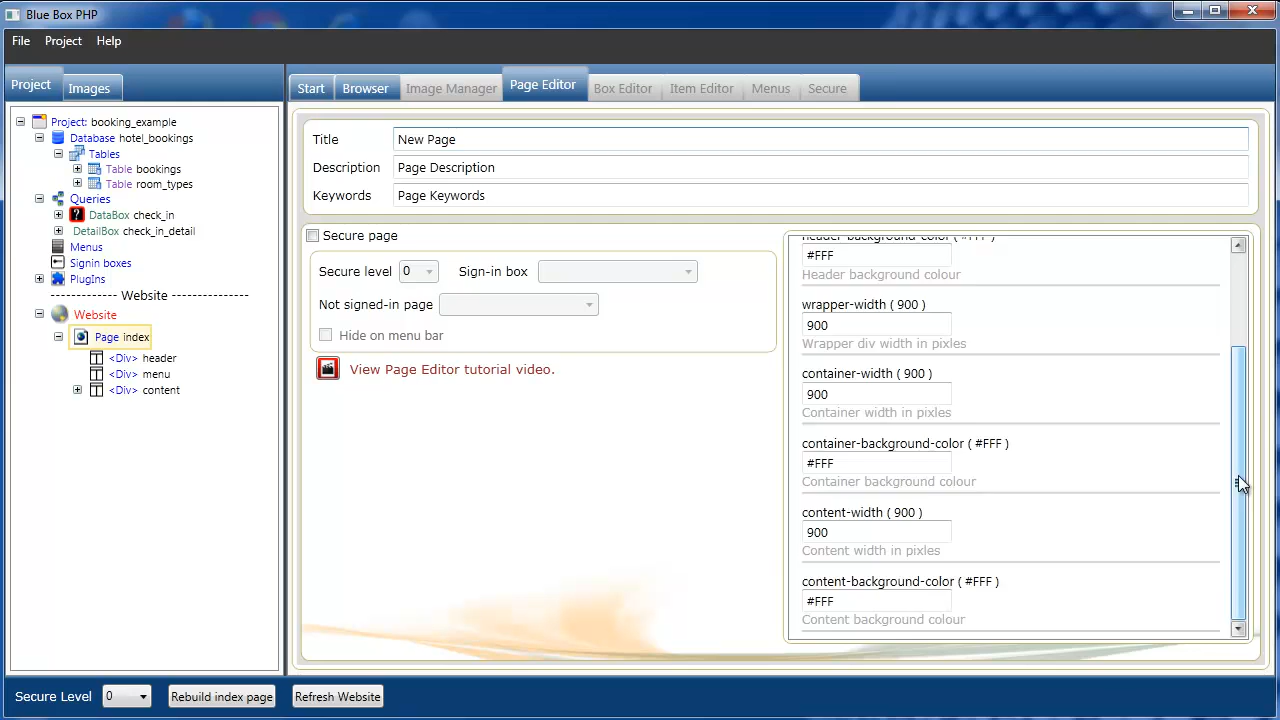 Blue Box PHP
File Project Help
Project Images
Start Browser Image Manager Page Editor Box Editor Item Editor Menus Secure
Project: booking_example
Database hotel_bookings
Tables
Table bookings
Table room_types
Queries
DataBox check_in
DetailBox check_in_detail
Menus
Signin boxes
PlugIns
------------ Website --------------
Website
Page index
<Div> header
<Div> menu
<Div> content
Title New Page
Description Page Description
Keywords Page Keywords
Secure page
Secure level 0 Sign-in box
Not signed-in page
Hide on menu bar
View Page Editor tutorial video.
header-background-color ( #FFF )
#FFF
Header background colour
wrapper-width ( 900 )
900
Wrapper div width in pixles
container-width ( 900 )
900
Container width in pixles
container-background-color ( #FFF )
#FFF
Container background colour
content-width ( 900 )
900
Content width in pixles
content-background-color ( #FFF )
#FFF
Content background colour
Secure Level 0 Rebuild index page Refresh Website